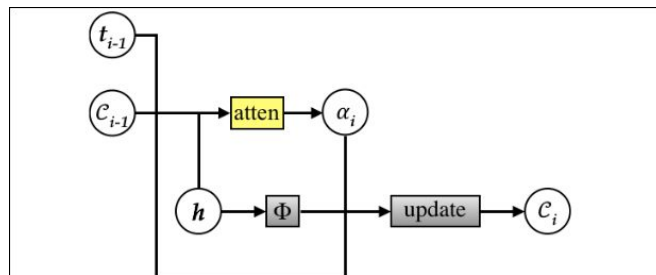 t_{i-1}
C_{i-1} atten α_i
h Φ update C_i